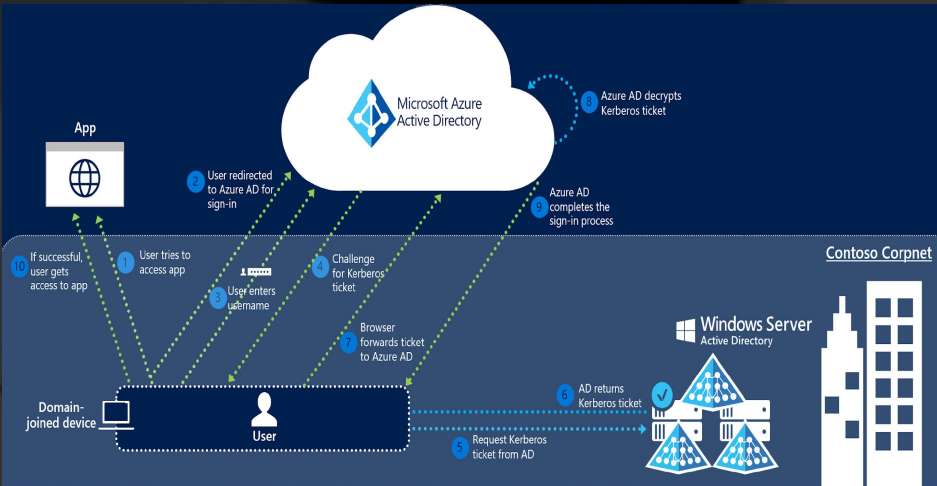 Microsoft Azure
Active Directory
8
Azure AD decrypts
Kerberos ticket
App
2
User redirected
to Azure AD for
sign-in
9
Azure AD
completes the
sign-in process
10
If successful,
user gets
access to app
1
User tries to
access app
3
User enters
username
4
Challenge
for Kerberos
ticket
Contoso Corpnet
7
Browser
forwards ticket
to Azure AD
Windows Server
Active Directory
Domain-
joined device
User
6
AD returns
Kerberos ticket
5
Request Kerberos
ticket from AD